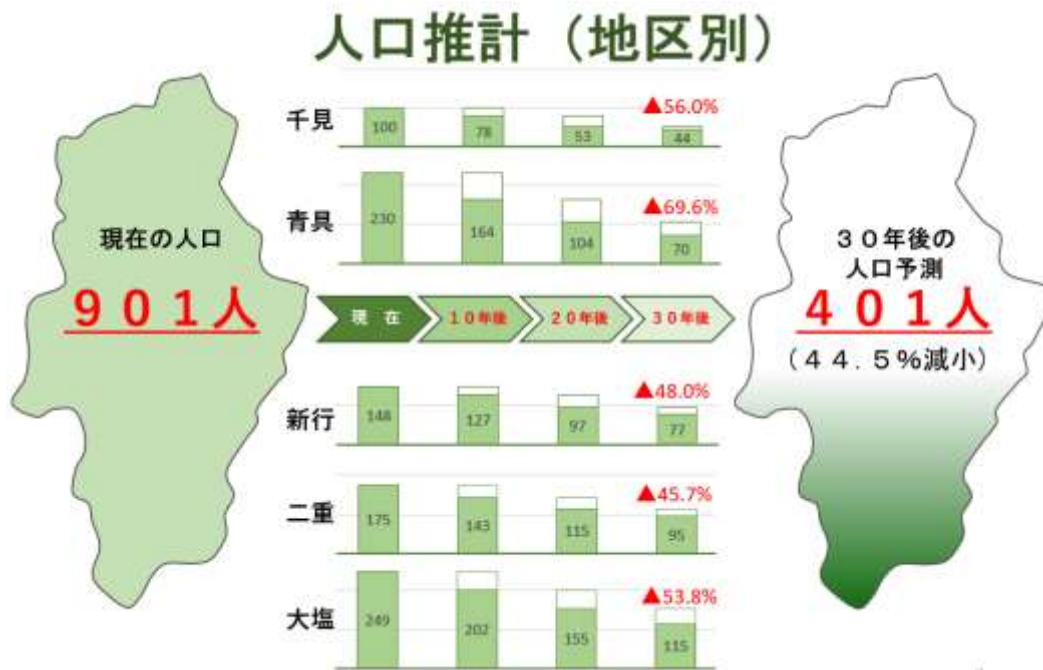 人口推計（地区別）
現在の人口
９０１人
千見
100
78
53
44
▲56.0%
青具
230
164
104
70
▲69.6%
現 在
１０年後
２０年後
３０年後
新行
148
127
97
77
▲48.0%
二重
175
143
115
95
▲45.7%
大塩
249
202
155
115
▲53.8%
３０年後の
人口予測
４０１人
（４４.５%減小）